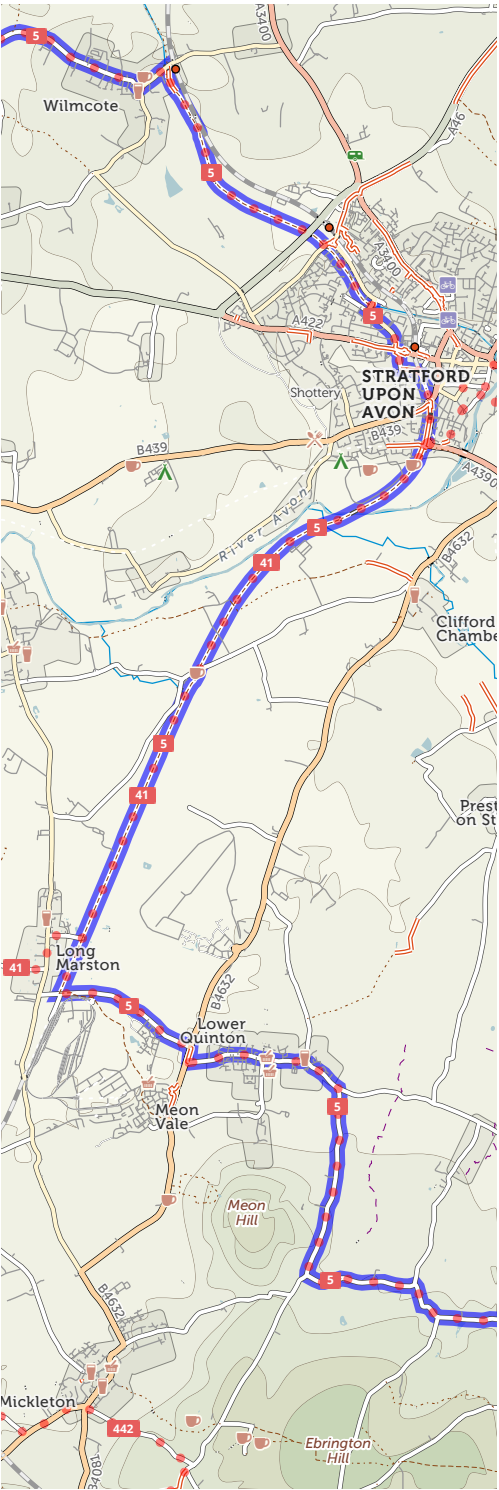 5
A3400
Wilmcote
A46
5
A3400
5
A422
STRATFORD
UPON
AVON
Shottery
B439
B439
A4390
River Avon
5
B4632
41
Clifford
Chambe
5
41
Prest
on St
Long
Marston
41
B4632
5
Lower
Quinton
5
Meon
Vale
Meon
Hill
5
B4632
Mickleton
442
Ebrington
Hill
B4081